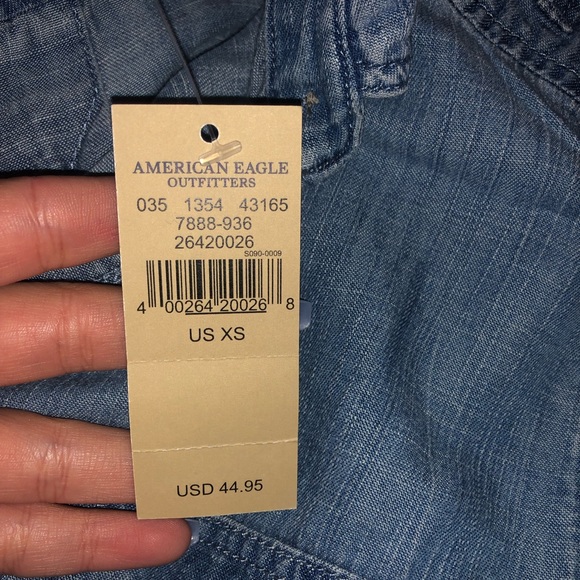 AMERICAN EAGLE
OUTFITTERS
035 1354 43165
7888-936
26420026
S090-0009
4 00264 20026 8
US XS
USD 44.95